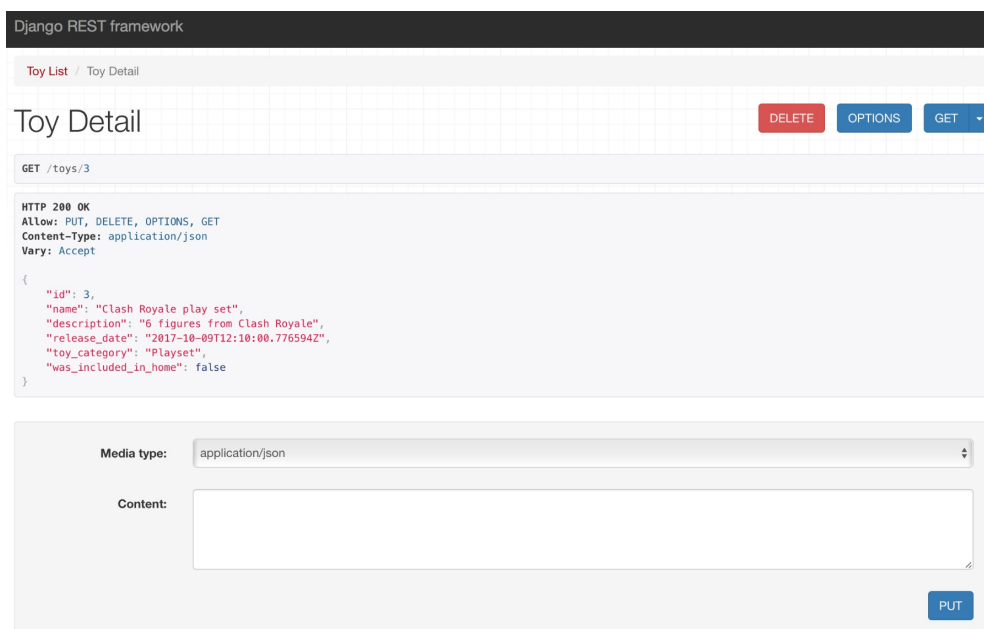 Django REST framework
Toy List / Toy Detail
Toy Detail
DELETE OPTIONS GET
GET /toys/3
HTTP 200 OK
Allow: PUT, DELETE, OPTIONS, GET
Content-Type: application/json
Vary: Accept
{
    "id": 3,
    "name": "Clash Royale play set",
    "description": "6 figures from Clash Royale",
    "release_date": "2017-10-09T12:10:00.776594Z",
    "toy_category": "Playset",
    "was_included_in_home": false
}
Media type: application/json
Content:
PUT